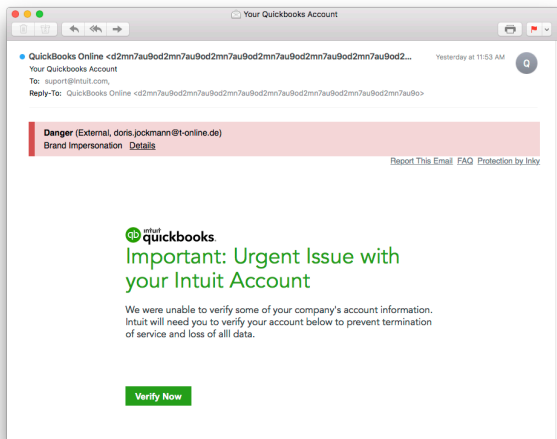 Your Quickbooks Account
QuickBooks Online <d2mn7au9od2mn7au9od2mn7au9od2mn7au9od2mn7au9od2mn7au9od2...
Yesterday at 11:53 AM
Q
Your Quickbooks Account
To: suport@Intuit.com,
Reply-To: QuickBooks Online <d2mn7au9od2mn7au9od2mn7au9od2mn7au9od2mn7au9od2mn7au9o>
Danger (External, doris.jockmann@t-online.de)
Brand Impersonation Details
Report This Email FAQ Protection by Inky
qb intuit quickbooks.
Important: Urgent Issue with
your Intuit Account
We were unable to verify some of your company's account information.
Intuit will need you to verify your account below to prevent termination
of service and loss of alll data.
Verify Now